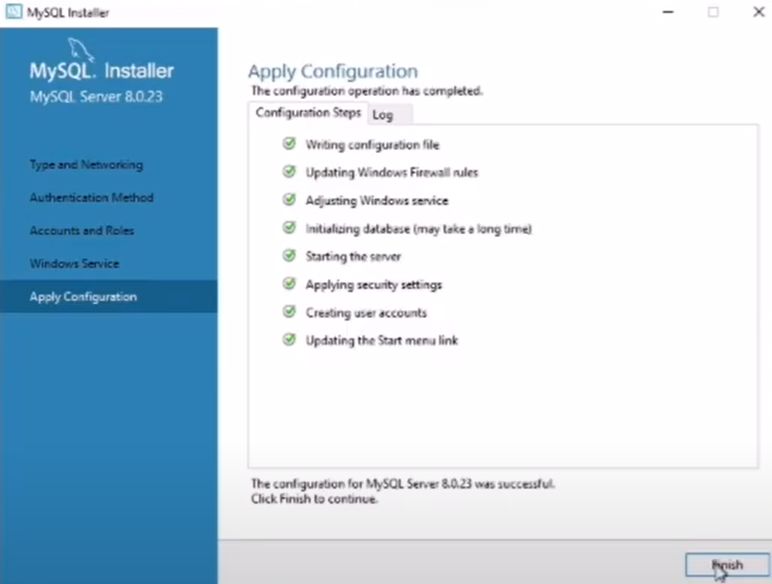 MySQL Installer
MySQL. Installer
MySQL Server 8.0.23
Type and Networking
Authentication Method
Accounts and Roles
Windows Service
Apply Configuration
Apply Configuration
The configuration operation has completed.
Configuration Steps Log
Writing configuration file
Updating Windows Firewall rules
Adjusting Windows service
Initializing database (may take a long time)
Starting the server
Applying security settings
Creating user accounts
Updating the Start menu link
The configuration for MySQL Server 8.0.23 was successful.
Click Finish to continue.
Finish